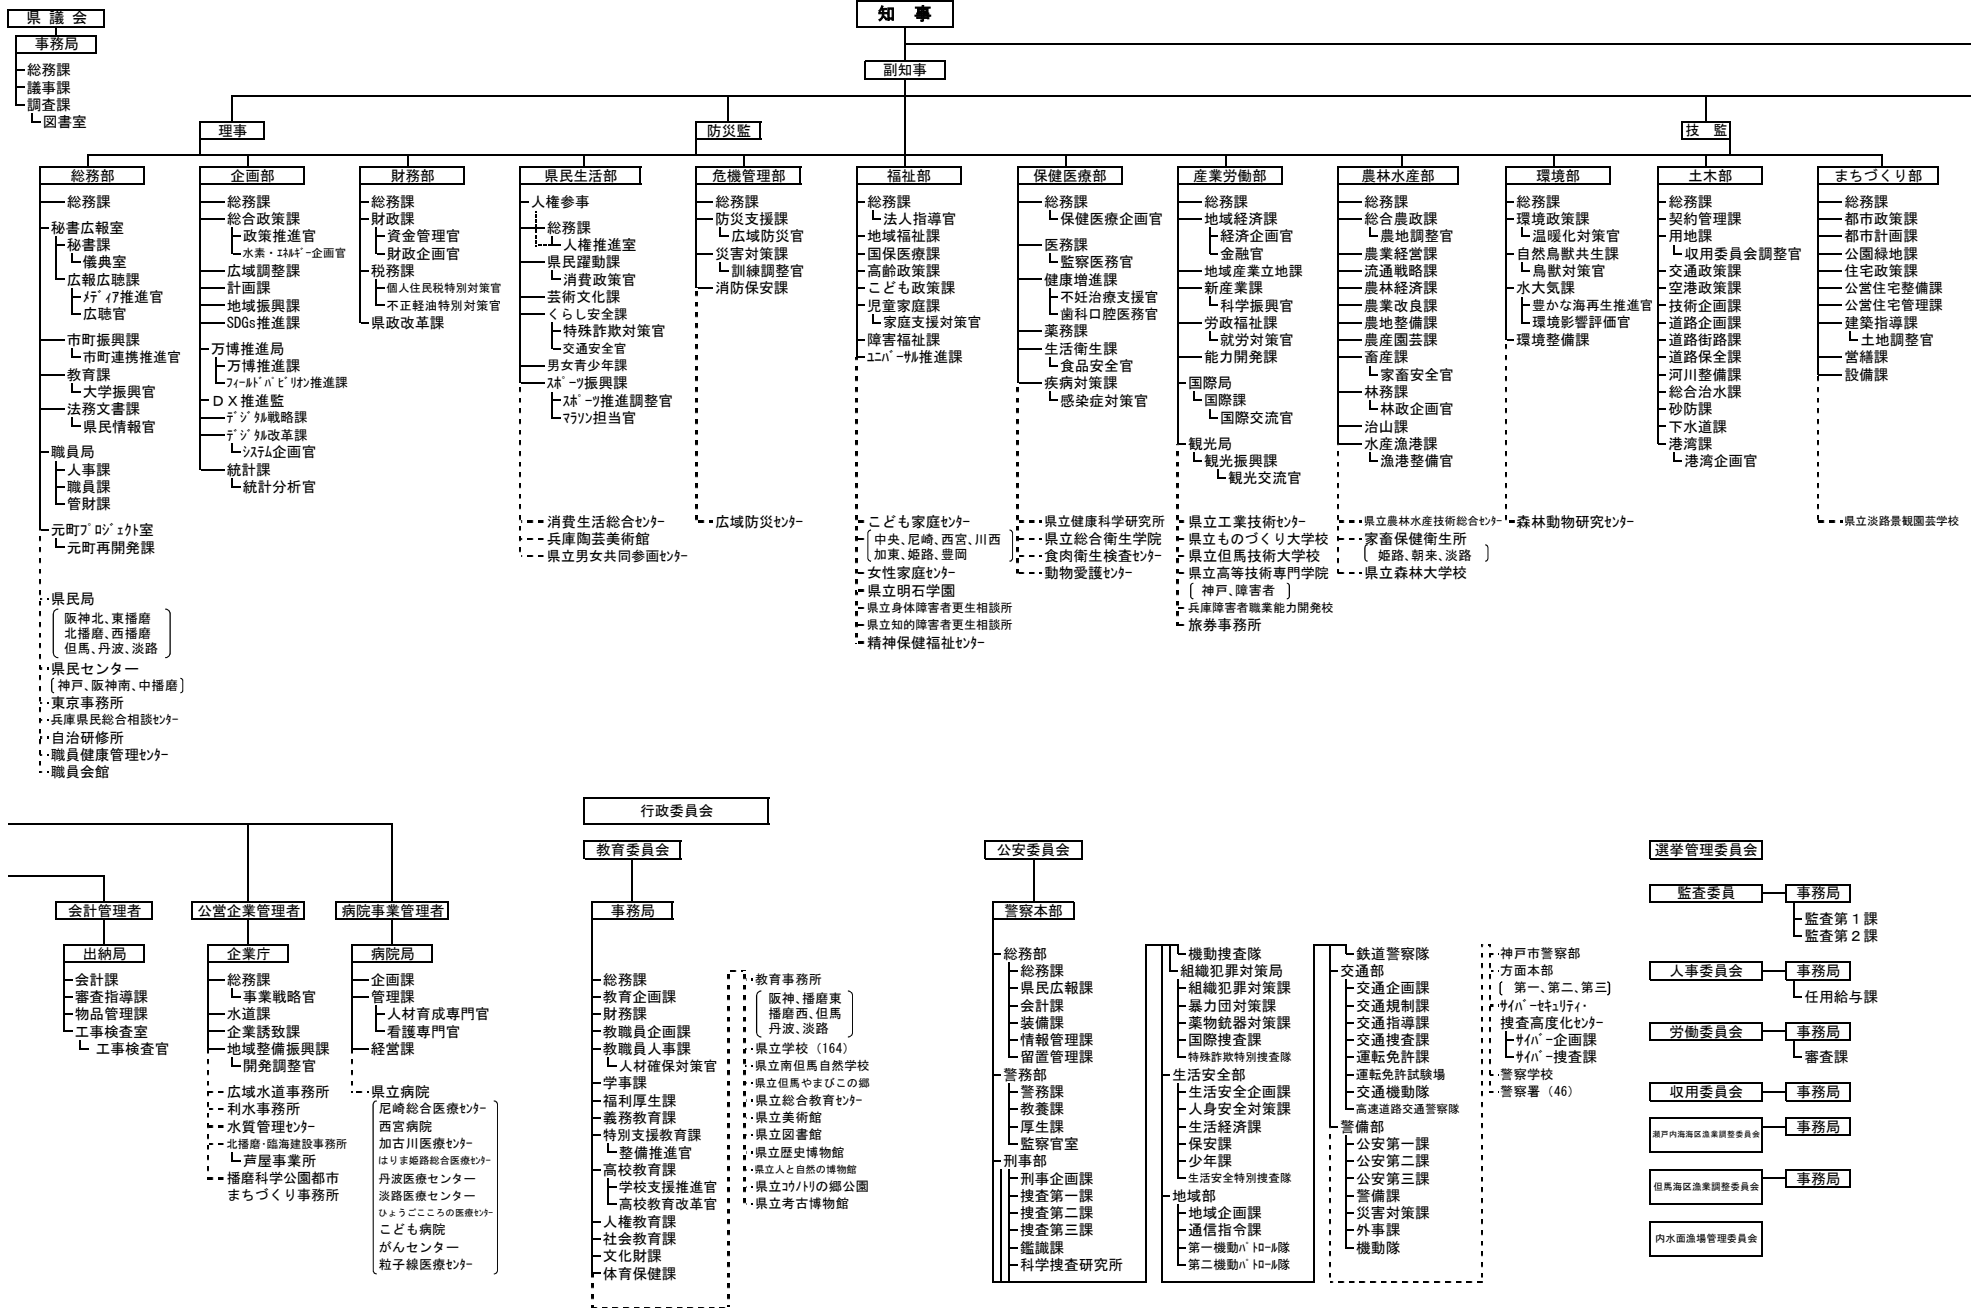 県 議 会
事務局
総務課
議事課
調査課
図書室
知 事
副知事
理事
防災監
技 監
総務部
総務課
秘書広報室
秘書課
儀典室
広報広聴課
ﾒﾃﾞｨｱ推進官
広聴官
市町振興課
市町連携推進官
教育課
大学振興官
法務文書課
県民情報官
職員局
人事課
職員課
管財課
元町ﾌﾟﾛｼﾞｪｸﾄ室
元町再開発課
県民局
阪神北、東播磨
北播磨、西播磨
但馬、丹波、淡路
県民センター
神戸、阪神南、中播磨
東京事務所
兵庫県民総合相談ｾﾝﾀｰ
自治研修所
職員健康管理ｾﾝﾀｰ
職員会館
企画部
総務課
総合政策課
政策推進官
水素・ｴﾈﾙｷﾞｰ企画官
広域調整課
計画課
地域振興課
SDGs推進課
万博推進局
万博推進課
ﾌｨｰﾙﾄﾞﾊﾟﾋﾞﾘｵﾝ推進課
ＤＸ推進監
ﾃﾞｼﾞﾀﾙ戦略課
ﾃﾞｼﾞﾀﾙ改革課
ｼｽﾃﾑ企画官
統計課
統計分析官
財務部
総務課
財政課
資金管理官
財政企画官
税務課
個人住民税特別対策官
不正軽油特別対策官
県政改革課
県民生活部
人権参事
総務課
人権推進室
県民躍動課
消費政策官
芸術文化課
くらし安全課
特殊詐欺対策官
交通安全官
男女青少年課
ｽﾎﾟｰﾂ振興課
ｽﾎﾟｰﾂ推進調整官
ﾏﾗｿﾝ担当官
消費生活総合ｾﾝﾀｰ
兵庫陶芸美術館
県立男女共同参画ｾﾝﾀｰ
危機管理部
総務課
防災支援課
広域防災官
災害対策課
訓練調整官
消防保安課
広域防災ｾﾝﾀｰ
福祉部
総務課
法人指導官
地域福祉課
国保医療課
高齢政策課
こども政策課
児童家庭課
家庭支援対策官
障害福祉課
ﾕﾆﾊﾞｰｻﾙ推進課
こども家庭ｾﾝﾀｰ
中央、尼崎、西宮、川西
加東、姫路、豊岡
女性家庭ｾﾝﾀｰ
県立明石学園
県立身体障害者更生相談所
県立知的障害者更生相談所
精神保健福祉ｾﾝﾀｰ
保健医療部
総務課
保健医療企画官
医務課
監察医務官
健康増進課
不妊治療支援官
歯科口腔医務官
薬務課
生活衛生課
食品安全官
疾病対策課
感染症対策官
県立健康科学研究所
県立総合衛生学院
食肉衛生検査ｾﾝﾀｰ
動物愛護ｾﾝﾀｰ
産業労働部
総務課
地域経済課
経済企画官
金融官
地域産業立地課
新産業課
科学振興官
労政福祉課
就労対策官
能力開発課
国際局
国際課
国際交流官
観光局
観光振興課
観光交流官
県立工業技術ｾﾝﾀｰ
県立ものづくり大学校
県立但馬技術大学校
県立高等技術専門学院
神戸、障害者
兵庫障害者職業能力開発校
旅券事務所
農林水産部
総務課
総合農政課
農地調整官
農業経営課
流通戦略課
農林経済課
農業改良課
農地整備課
農産園芸課
畜産課
家畜安全官
林務課
林政企画官
治山課
水産漁港課
漁港整備官
県立農林水産技術総合ｾﾝﾀｰ
家畜保健衛生所
姫路、朝来、淡路
県立森林大学校
環境部
総務課
環境政策課
温暖化対策官
自然鳥獣共生課
鳥獣対策官
水大気課
豊かな海再生推進官
環境影響評価官
環境整備課
森林動物研究ｾﾝﾀｰ
土木部
総務課
契約管理課
用地課
収用委員会調整官
交通政策課
空港政策課
技術企画課
道路企画課
道路街路課
道路保全課
河川整備課
総合治水課
砂防課
下水道課
港湾課
港湾企画官
まちづくり部
総務課
都市政策課
都市計画課
公園緑地課
住宅政策課
公営住宅整備課
公営住宅管理課
建築指導課
土地調整官
営繕課
設備課
県立淡路景観園芸学校
会計管理者
出納局
会計課
審査指導課
物品管理課
工事検査室
工事検査官
公営企業管理者
企業庁
総務課
事業戦略官
水道課
企業誘致課
地域整備振興課
開発調整官
広域水道事務所
利水事務所
水質管理ｾﾝﾀｰ
北播磨･臨海建設事務所
芦屋事業所
播磨科学公園都市
まちづくり事務所
病院事業管理者
病院局
企画課
管理課
人材育成専門官
看護専門官
経営課
県立病院
尼崎総合医療ｾﾝﾀｰ
西宮病院
加古川医療ｾﾝﾀｰ
はりま姫路総合医療ｾﾝﾀｰ
丹波医療センター
淡路医療センター
ひょうごこころの医療ｾﾝﾀｰ
こども病院
がんセンター
粒子線医療ｾﾝﾀｰ
行政委員会
教育委員会
事務局
総務課
教育企画課
財務課
教職員企画課
教職員人事課
人材確保対策官
学事課
福利厚生課
義務教育課
特別支援教育課
整備推進官
高校教育課
学校支援推進官
高校教育改革官
人権教育課
社会教育課
文化財課
体育保健課
教育事務所
阪神、播磨東
播磨西、但馬
丹波、淡路
県立学校（164）
県立南但馬自然学校
県立但馬やまびこの郷
県立総合教育ｾﾝﾀｰ
県立美術館
県立図書館
県立歴史博物館
県立人と自然の博物館
県立ｺｳﾉﾄﾘの郷公園
県立考古博物館
公安委員会
警察本部
総務部
総務課
県民広報課
会計課
装備課
情報管理課
留置管理課
警務部
警務課
教養課
厚生課
監察官室
刑事部
刑事企画課
捜査第一課
捜査第二課
捜査第三課
鑑識課
科学捜査研究所
機動捜査隊
組織犯罪対策局
組織犯罪対策課
暴力団対策課
薬物銃器対策課
国際捜査課
特殊詐欺特別捜査隊
生活安全部
生活安全企画課
人身安全対策課
生活経済課
保安課
少年課
生活安全特別捜査隊
地域部
地域企画課
通信指令課
第一機動ﾊﾟﾄﾛｰﾙ隊
第二機動ﾊﾟﾄﾛｰﾙ隊
鉄道警察隊
交通部
交通企画課
交通規制課
交通指導課
交通捜査課
運転免許課
運転免許試験場
交通機動隊
高速道路交通警察隊
警備部
公安第一課
公安第二課
公安第三課
警備課
災害対策課
外事課
機動隊
神戸市警察部
方面本部
第一、第二、第三
ｻｲﾊﾞｰｾｷｭﾘﾃｨ･
捜査高度化ｾﾝﾀｰ
ｻｲﾊﾞｰ企画課
ｻｲﾊﾞｰ捜査課
警察学校
警察署（46）
選挙管理委員会
監査委員
事務局
監査第１課
監査第２課
人事委員会
事務局
任用給与課
労働委員会
事務局
審査課
収用委員会
事務局
瀬戸内海海区漁業調整委員会
事務局
但馬海区漁業調整委員会
事務局
内水面漁場管理委員会